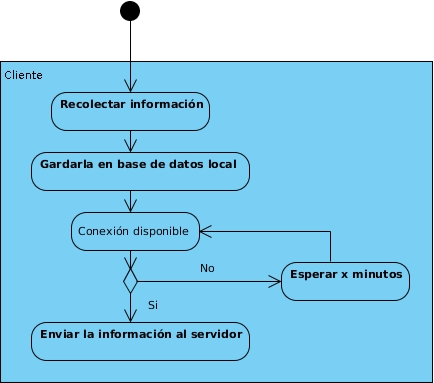 Cliente
Recolectar información
Gardarla en base de datos local
Conexión disponible
No
Esperar x minutos
Si
Enviar la información al servidor